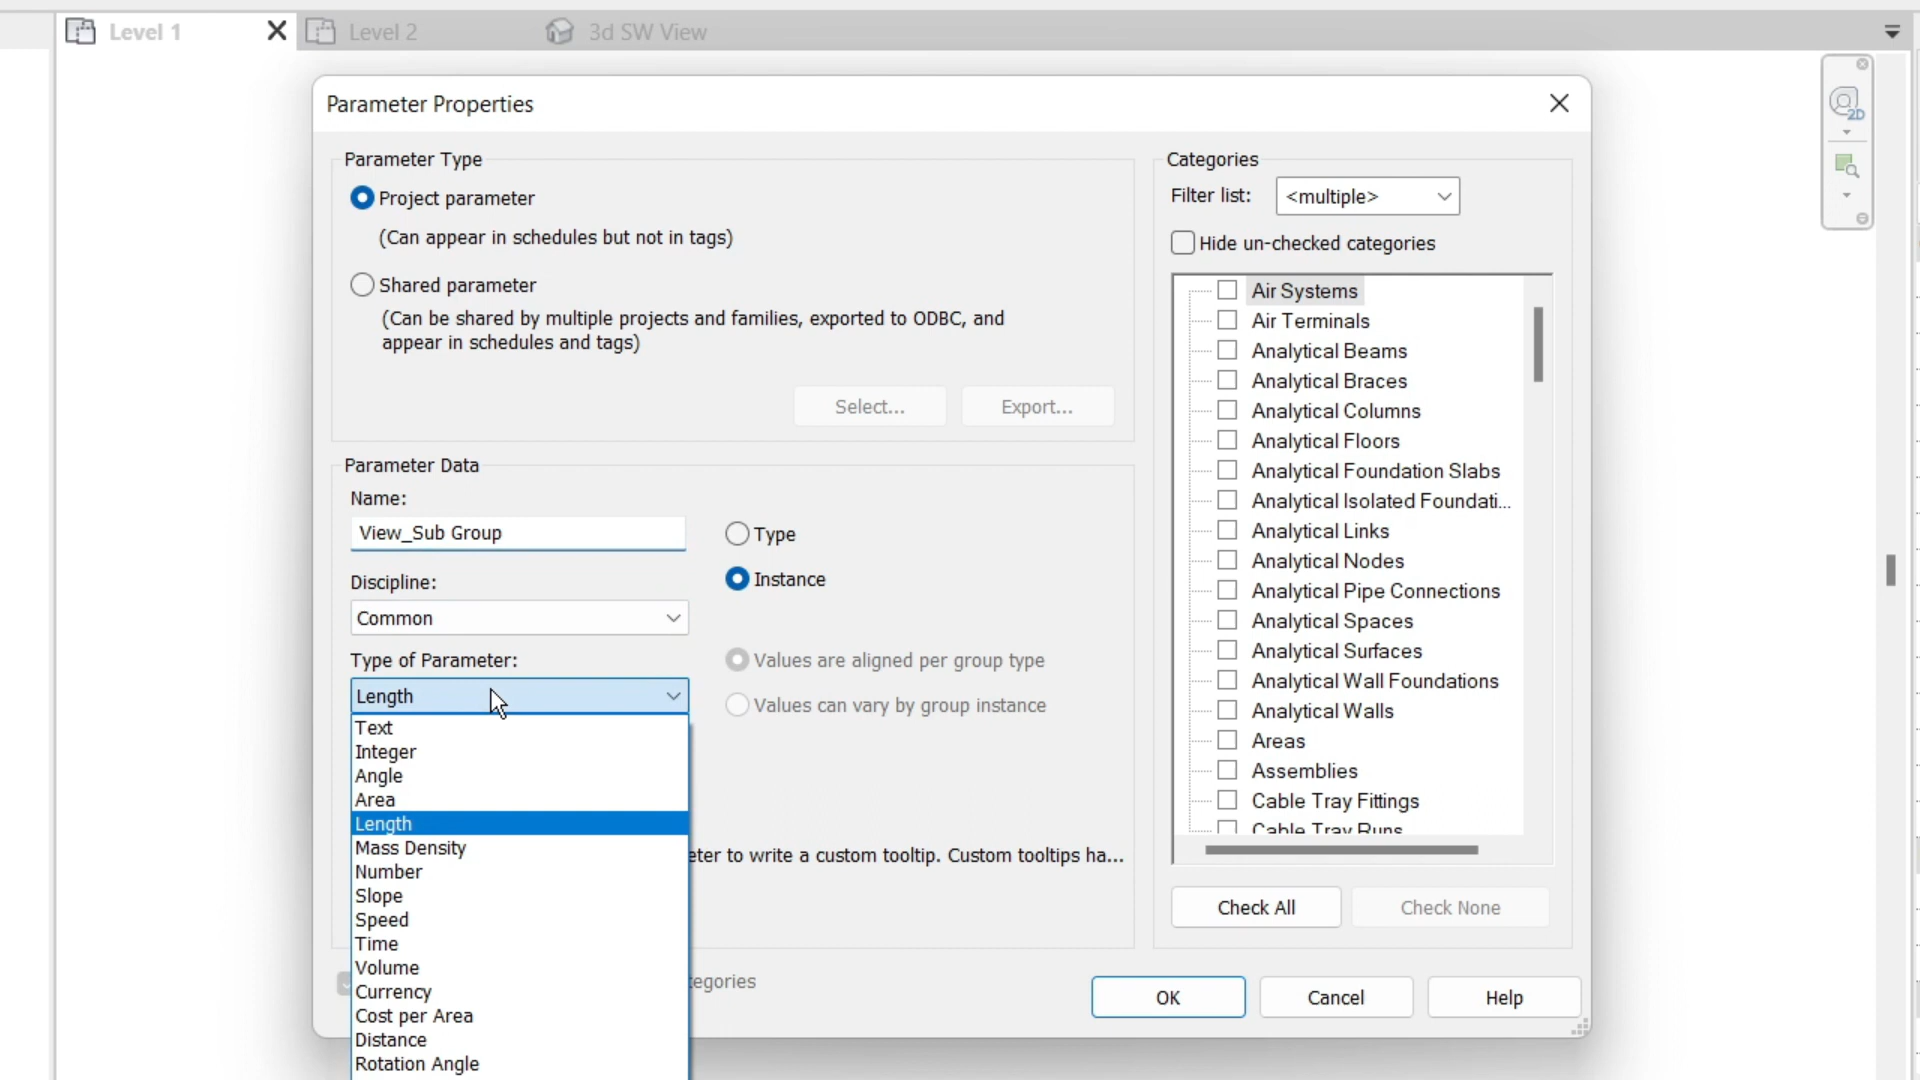 Level 1
Level 2
3d SW View
2D
Parameter Properties
Parameter Type
Project parameter
(Can appear in schedules but not in tags)
Shared parameter
(Can be shared by multiple projects and families, exported to ODBC, and
appear in schedules and tags)
Select...
Export...
Parameter Data
Name:
View_Sub Group
Type
Instance
Discipline:
Common
Type of Parameter:
Length
Values are aligned per group type
Values can vary by group instance
Text
Integer
Angle
Area
Length
Mass Density
Number
Slope
Speed
Time
Volume
Currency
Cost per Area
Distance
Rotation Angle
to write a custom tooltip. Custom tooltips ha...
Categories
Filter list:
<multiple>
Hide un-checked categories
Air Systems
Air Terminals
Analytical Beams
Analytical Braces
Analytical Columns
Analytical Floors
Analytical Foundation Slabs
Analytical Isolated Foundati...
Analytical Links
Analytical Nodes
Analytical Pipe Connections
Analytical Spaces
Analytical Surfaces
Analytical Wall Foundations
Analytical Walls
Areas
Assemblies
Cable Tray Fittings
Cable Tray Runs
Check All
Check None
OK
Cancel
Help